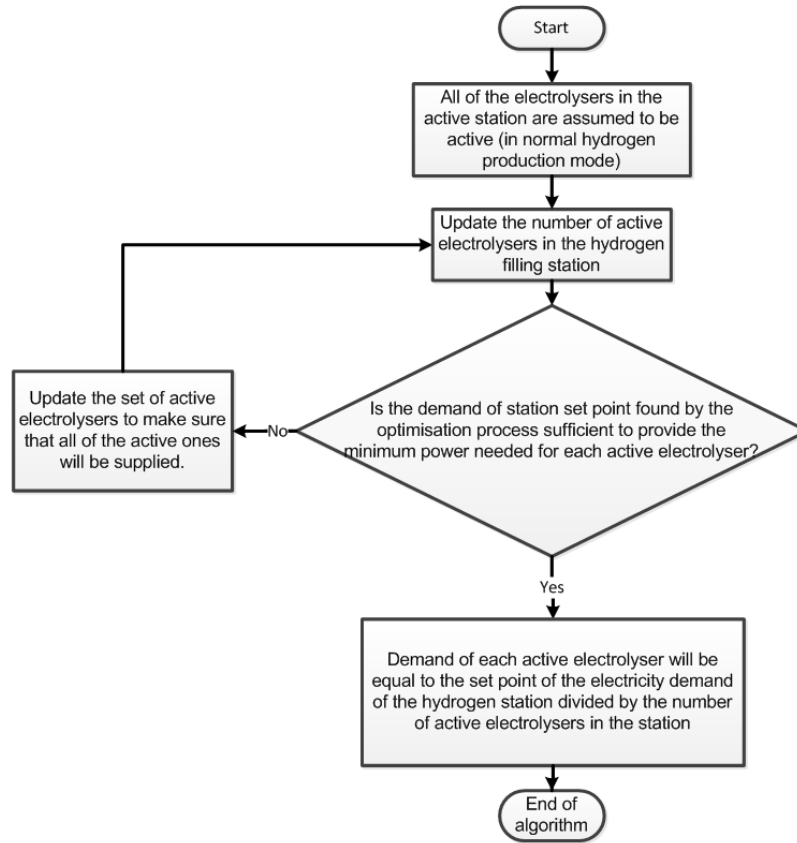 Start
All of the electrolysers in the
active station are assumed to be
active (in normal hydrogen
production mode)
Update the number of active
electrolysers in the hydrogen
filling station
Is the demand of station set point found by the
optimisation process sufficient to provide the
minimum power needed for each active electrolyser?
No
Update the set of active
electrolysers to make sure
that all of the active ones
will be supplied.
Yes
Demand of each active electrolyser will be
equal to the set point of the electricity demand
of the hydrogen station divided by the number
of active electrolysers in the station
End of
algorithm